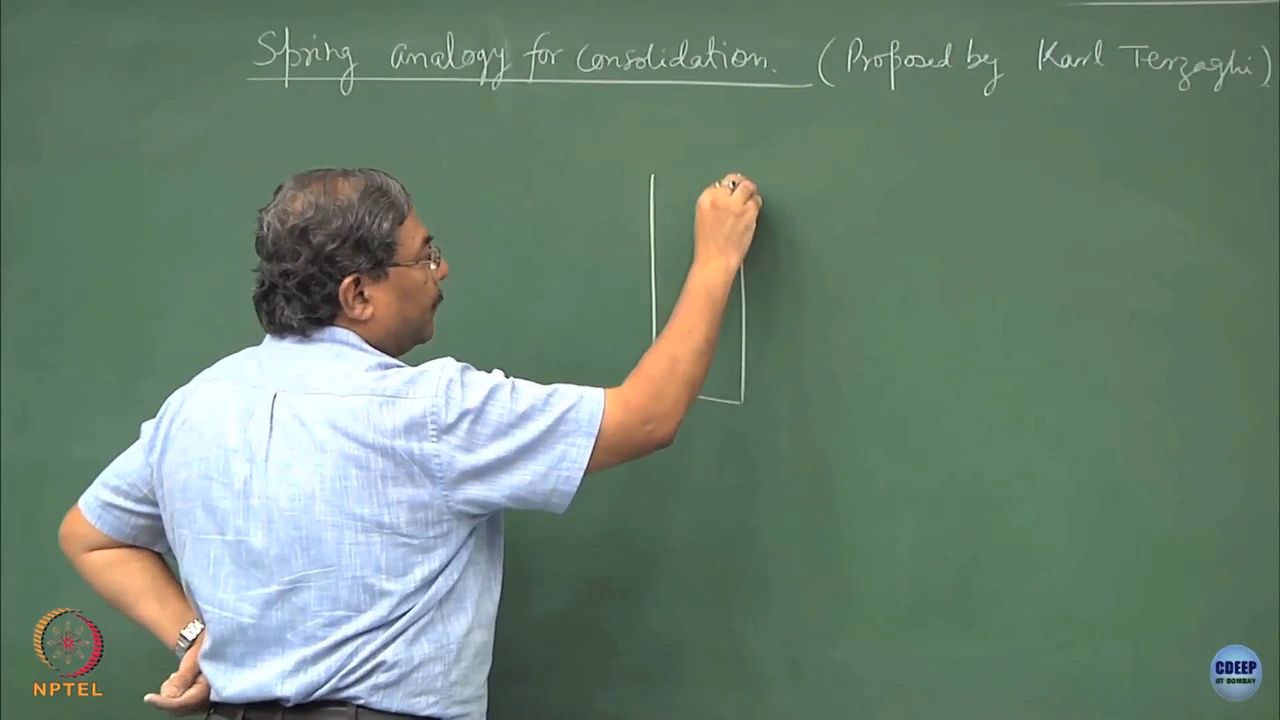 Spring analogy for consolidation. (Proposed by Karl Terzaghi)
NPTEL
CDEEP
IIT BOMBAY